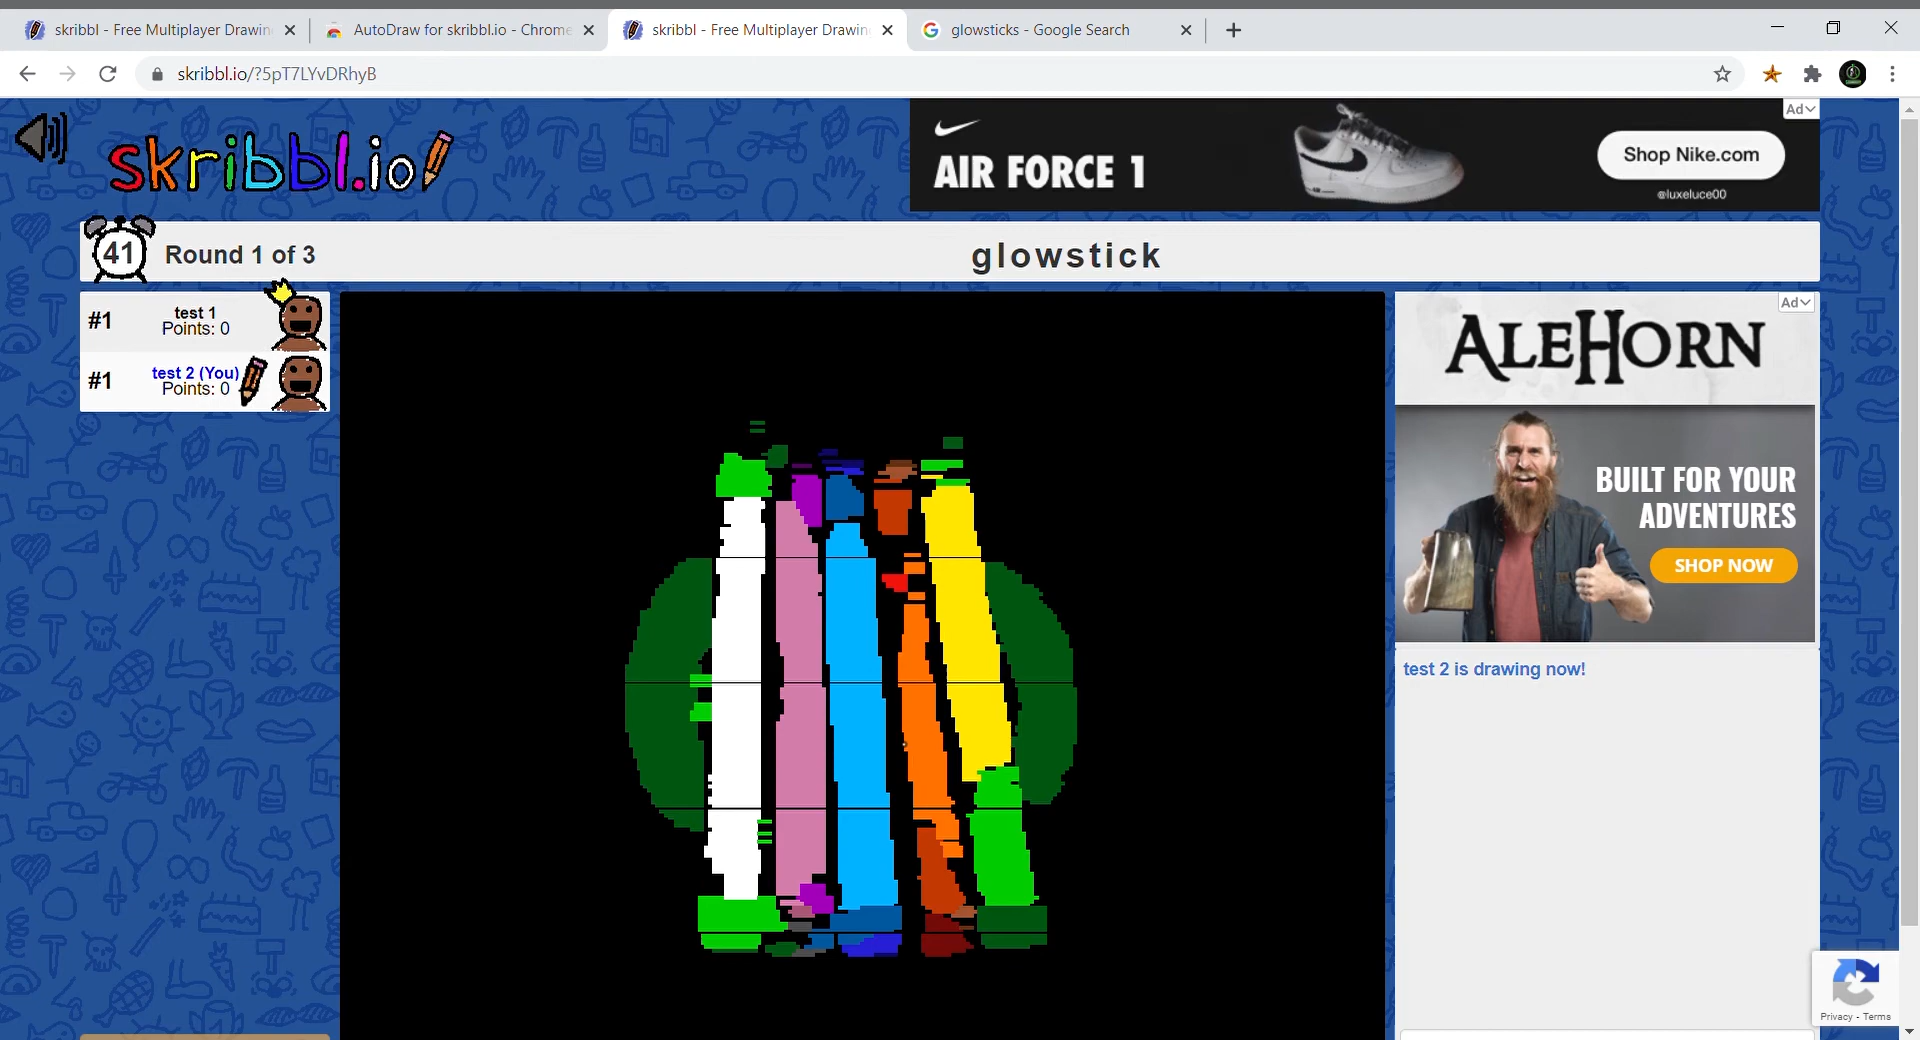 skribbl - Free Multiplayer Drawin
AutoDraw for skribbl.io - Chrome
skribbl - Free Multiplayer Drawin
glowsticks - Google Search
skribbl.io/?5pT7LYvDRhyB
skribbl.io
Ad
AIR FORCE 1
Shop Nike.com
@luxeluce00
41
Round 1 of 3
glowstick
#1
test 1
Points: 0
#1
test 2 (You)
Points: 0
Ad
ALEHORN
BUILT FOR YOUR
ADVENTURES
SHOP NOW
test 2 is drawing now!
Privacy - Terms